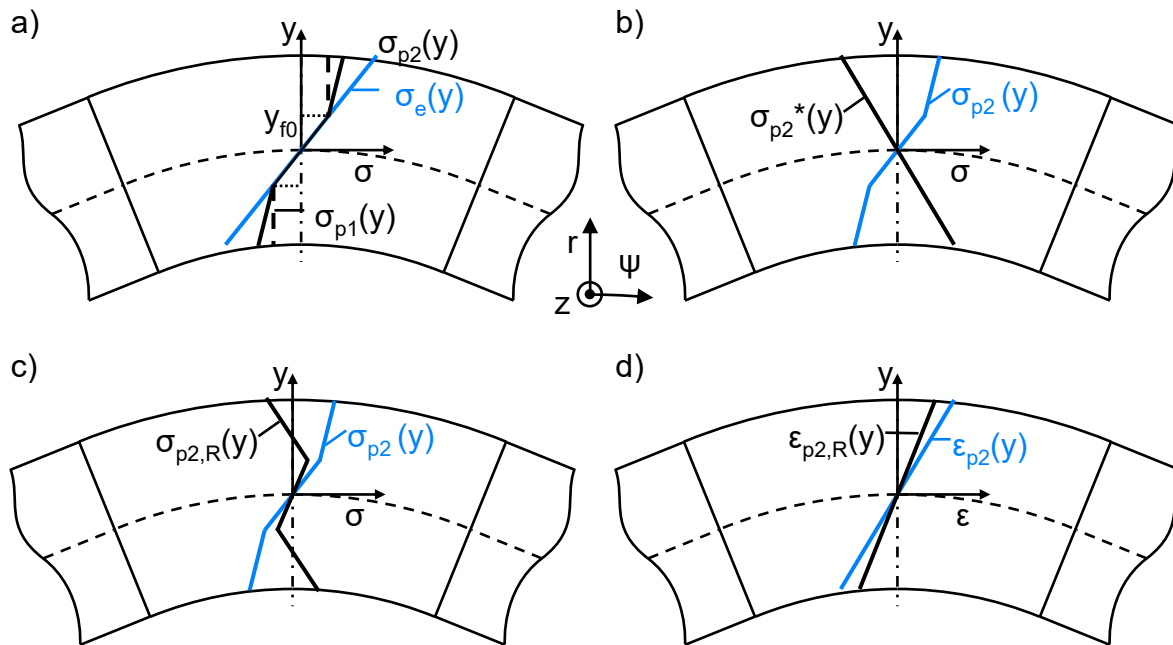 a)
y
σp2(y)
σe(y)
yf0
σ
σp1(y)
b)
y
σp2*(y)
σp2 (y)
σ
r
ψ
z
c)
y
σp2,R(y)
σp2 (y)
σ
d)
y
εp2,R(y)
εp2(y)
ε